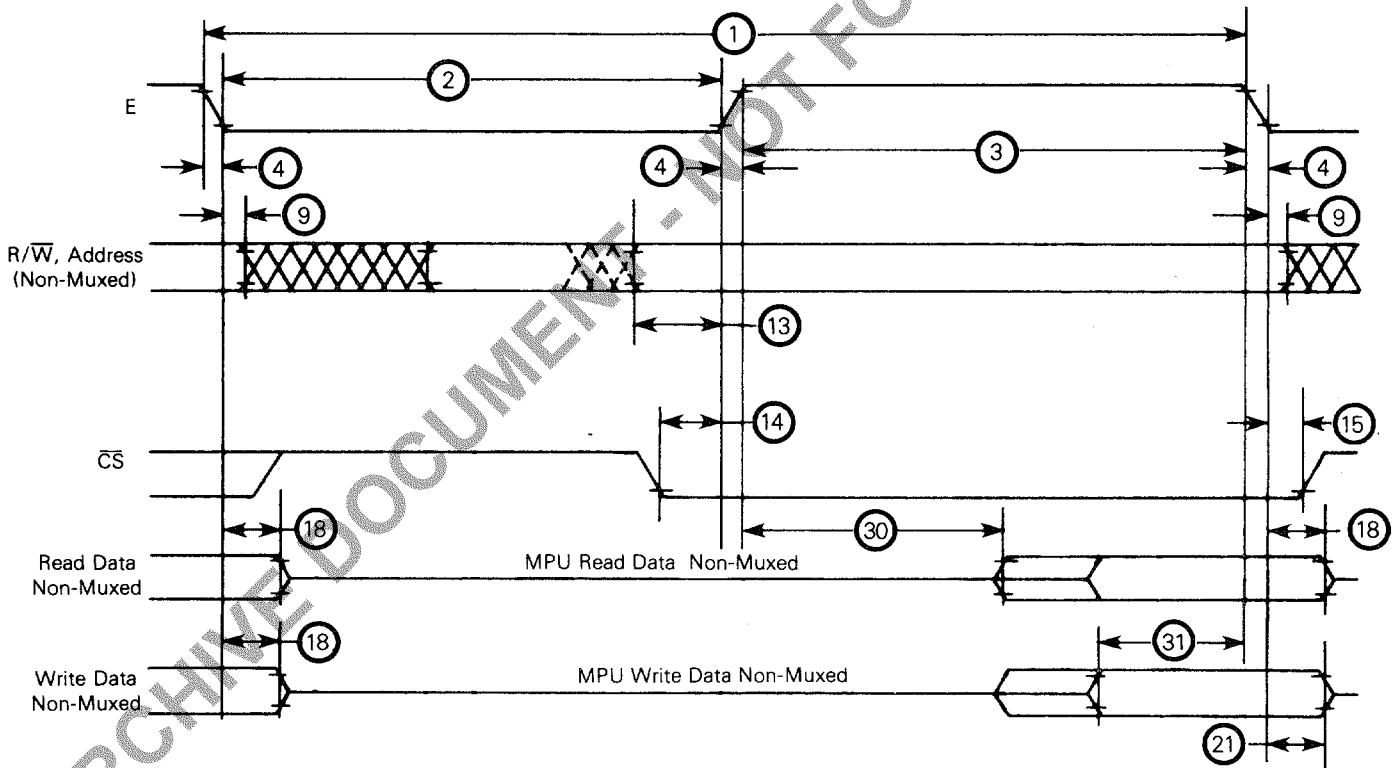 1
2
E
3
4
4
4
9
9
R/W̅, Address
(Non-Muxed)
13
14
15
C̅S̅
18
30
18
Read Data
Non-Muxed
MPU Read Data Non-Muxed
18
31
Write Data
Non-Muxed
MPU Write Data Non-Muxed
21
RCHIVE DOCUMENT - NOT FO